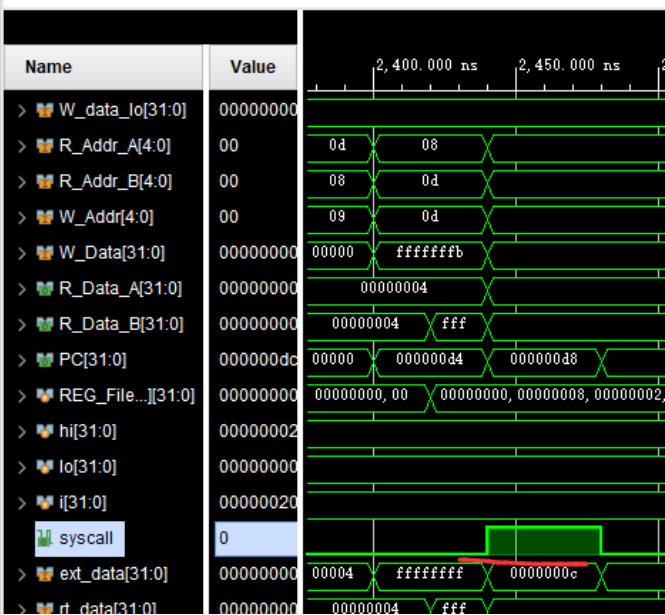 Name Value 2,400.000 ns 2,450.000 ns
W_data_lo[31:0] 00000000
R_Addr_A[4:0] 00 0d 08
R_Addr_B[4:0] 00 08 0d
W_Addr[4:0] 00 09 0d
W_Data[31:0] 00000000 00000 fffffffb
R_Data_A[31:0] 00000000 00000004
R_Data_B[31:0] 00000000 00000004 fff
PC[31:0] 000000dc 00000 000000d4 000000d8
REG_File...][31:0] 00000000 00000000,00 00000000,00000008,00000002,
hi[31:0] 00000002
lo[31:0] 00000000
i[31:0] 00000020
syscall 0
ext_data[31:0] 00000000 00004 ffffffff 0000000c
rt_data[31:0] 00000000 00000004 fff